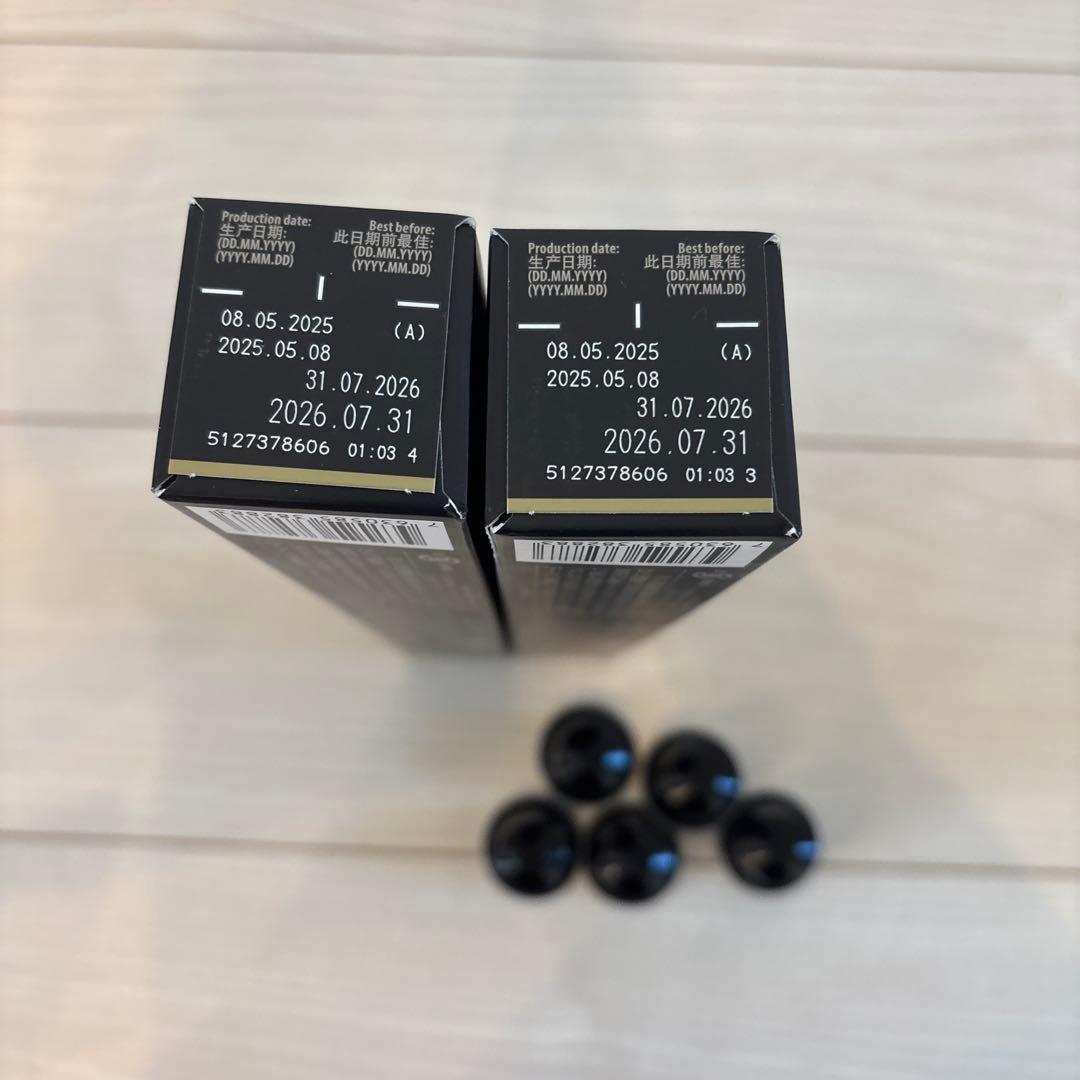 Production date:
生产日期:
(DD.MM.YYYY)
(YYYY.MM.DD)
Best before:
此日期前最佳:
(DD.MM.YYYY)
(YYYY.MM.DD)
08.05.2025 (A)
2025.05.08
31.07.2026
2026.07.31
5127378606 01:03 4
Production date:
生产日期:
(DD.MM.YYYY)
(YYYY.MM.DD)
Best before:
此日期前最佳:
(DD.MM.YYYY)
(YYYY.MM.DD)
08.05.2025 (A)
2025.05.08
31.07.2026
2026.07.31
5127378606 01:03 3